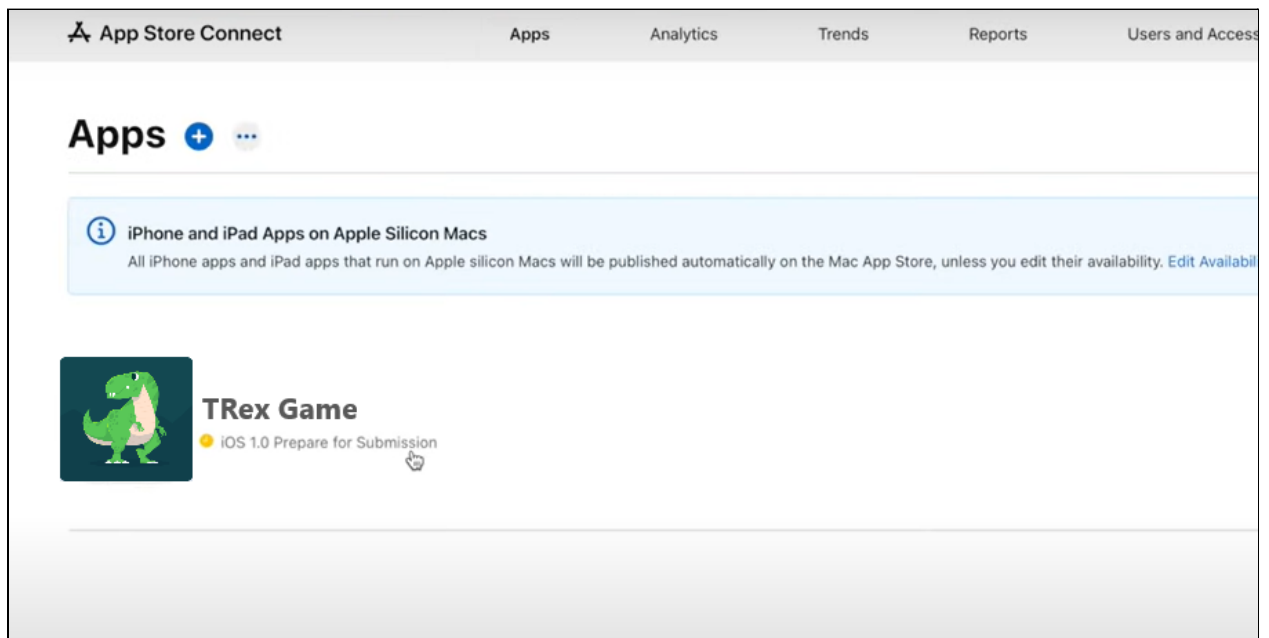 App Store Connect Apps Analytics Trends Reports Users and Access
Apps
iPhone and iPad Apps on Apple Silicon Macs
All iPhone apps and iPad apps that run on Apple silicon Macs will be published automatically on the Mac App Store, unless you edit their availability. Edit Availabil
TRex Game
iOS 1.0 Prepare for Submission